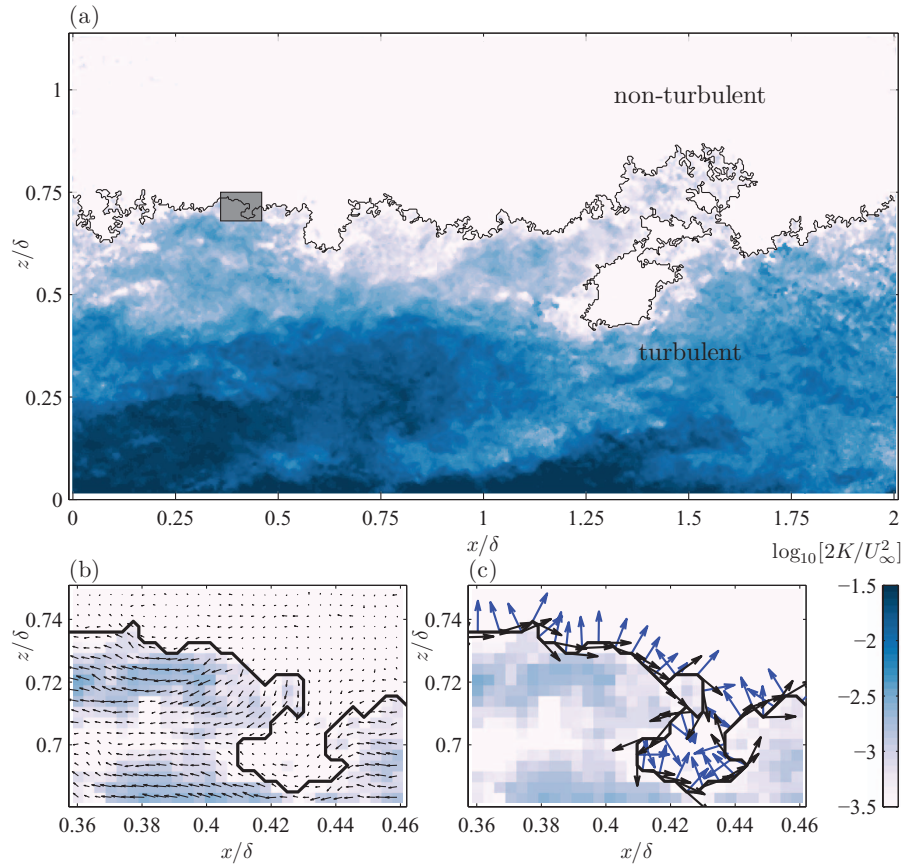 (a)
non-turbulent
turbulent
z/δ
1
0.75
0.5
0.25
0
0 0.25 0.5 0.75 1 1.25 1.5 1.75 2
x/δ
log₁₀[2K/U²∞]
(b)
z/δ
0.74
0.72
0.7
0.36 0.38 0.4 0.42 0.44 0.46
x/δ
(c)
z/δ
0.74
0.72
0.7
0.36 0.38 0.4 0.42 0.44 0.46
x/δ
−1.5
−2
−2.5
−3
−3.5